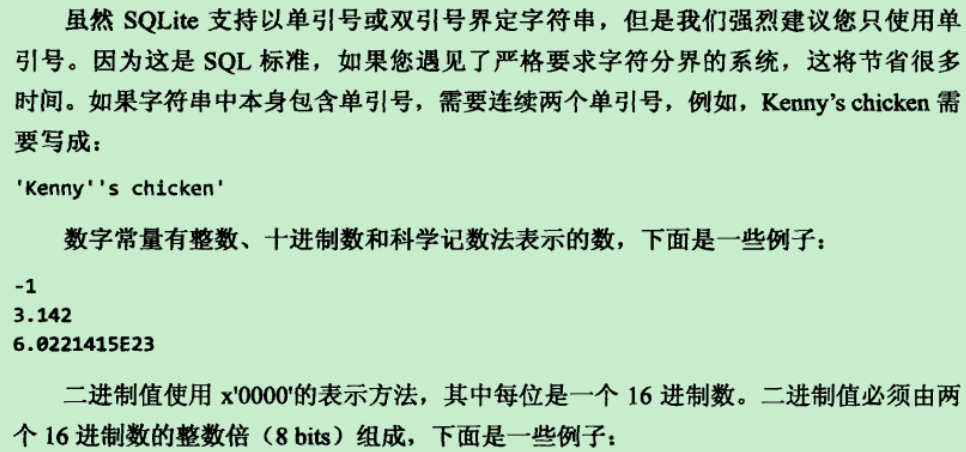 虽然 SQLite 支持以单引号或双引号界定字符串，但是我们强烈建议您只使用单
引号。因为这是 SQL 标准，如果您遇见了严格要求字符分界的系统，这将节省很多
时间。如果字符串中本身包含单引号，需要连续两个单引号，例如，Kenny’s chicken 需
要写成：
'Kenny''s chicken'
数字常量有整数、十进制数和科学记数法表示的数，下面是一些例子：
-1
3.142
6.0221415E23
二进制值使用 x'0000'的表示方法，其中每位是一个 16 进制数。二进制值必须由两
个 16 进制数的整数倍（8 bits）组成，下面是一些例子：